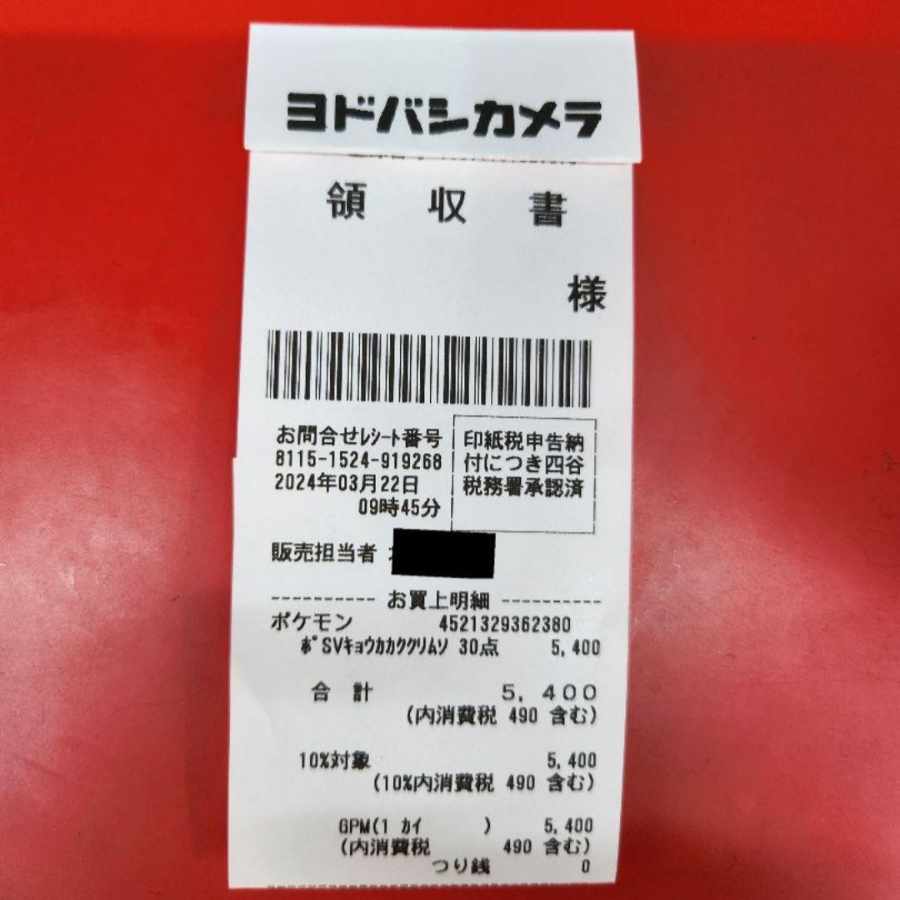 ヨドバシカメラ
領 収 書
様
お問合せﾚｼｰﾄ番号
8115-1524-919268
2024年03月22日
09時45分
印紙税申告納
付につき四谷
税務署承認済
販売担当者
---------- お買上明細 ----------
ポケモン 4521329362380
ﾎﾟSVｷｮｳｶｶｸｸﾘﾑｿ 30点 5,400
合 計 5,400
(内消費税 490 含む)
10%対象 5,400
(10%内消費税 490 含む)
GPM(1 ｶｲ ) 5,400
(内消費税 490 含む)
つり銭 0